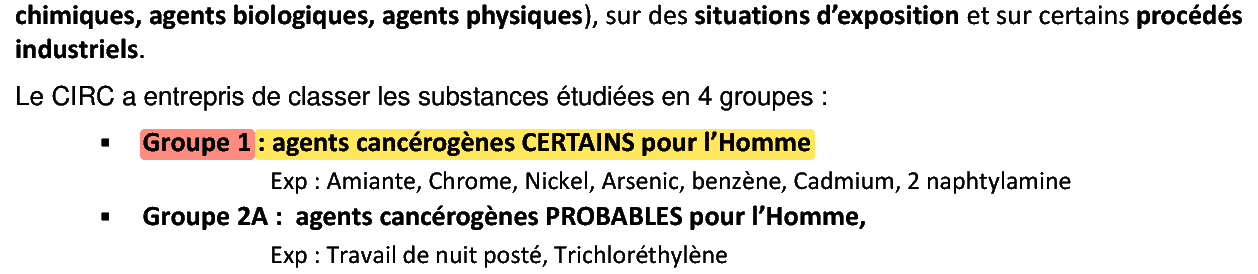 chimiques, agents biologiques, agents physiques), sur des situations d’exposition et sur certains procédés
industriels.
Le CIRC a entrepris de classer les substances étudiées en 4 groupes :
▪ Groupe 1 : agents cancérogènes CERTAINS pour l’Homme
Exp : Amiante, Chrome, Nickel, Arsenic, benzène, Cadmium, 2 naphtylamine
▪ Groupe 2A : agents cancérogènes PROBABLES pour l’Homme,
Exp : Travail de nuit posté, Trichloréthylène